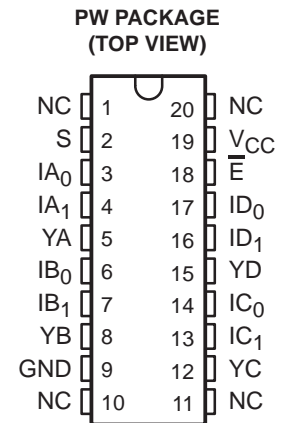 PW PACKAGE
(TOP VIEW)
NC 1 20 NC
S 2 19 VCC
IA0 3 18 E̅
IA1 4 17 ID0
YA 5 16 ID1
IB0 6 15 YD
IB1 7 14 IC0
YB 8 13 IC1
GND 9 12 YC
NC 10 11 NC